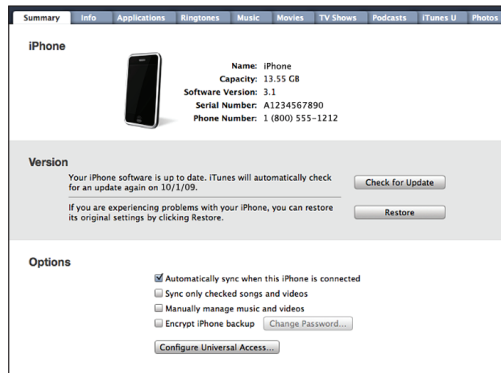 Summary Info Applications Ringtones Music Movies TV Shows Podcasts iTunes U Photos
iPhone
Name: iPhone
Capacity: 13.55 GB
Software Version: 3.1
Serial Number: A1234567890
Phone Number: 1 (800) 555-1212
Version
Your iPhone software is up to date. iTunes will automatically check
for an update again on 10/1/09.
Check for Update
If you are experiencing problems with your iPhone, you can restore
its original settings by clicking Restore.
Restore
Options
Automatically sync when this iPhone is connected
Sync only checked songs and videos
Manually manage music and videos
Encrypt iPhone backup Change Password...
Configure Universal Access...